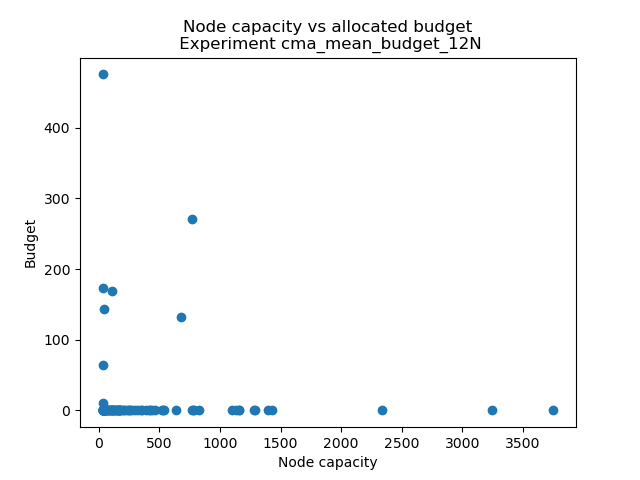 Node capacity vs allocated budget
Experiment cma_mean_budget_12N
400
300
200
100
0
Budget
0 500 1000 1500 2000 2500 3000 3500
Node capacity